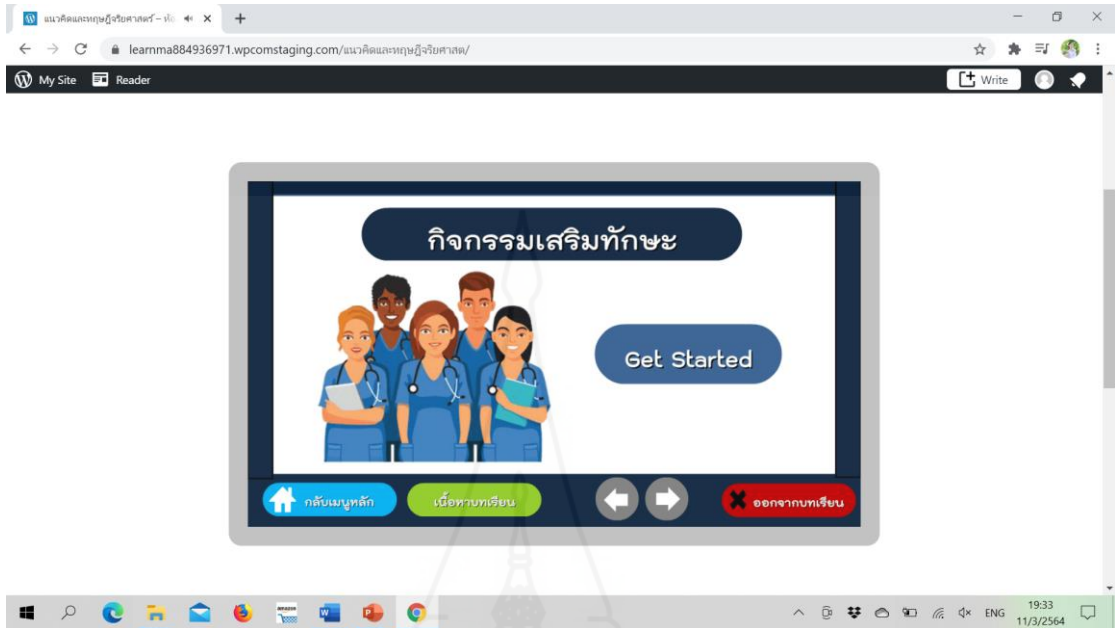 แนวคิดและทฤษฎีจริยศาสตร์ – ห้อ
learnma884936971.wpcomstaging.com/แนวคิดและทฤษฎีจริยศาสต/
My Site Reader Write
กิจกรรมเสริมทักษะ
Get Started
กลับเมนูหลัก เนื้อหาบทเรียน ออกจากบทเรียน
ENG 19:33
11/3/2564